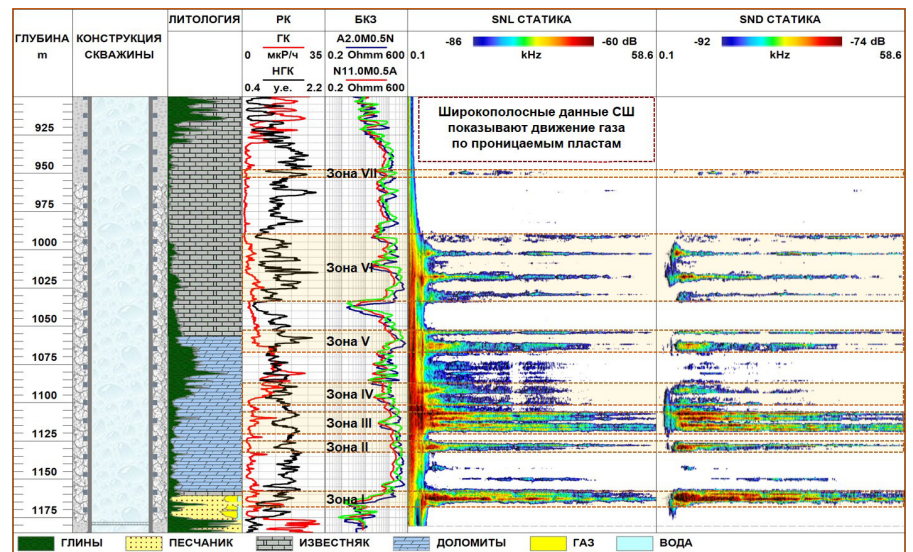 ЛИТОЛОГИЯ
РК
БКЗ
SNL СТАТИКА
SND СТАТИКА
ГЛУБИНА
m
КОНСТРУКЦИЯ
СКВАЖИНЫ
ГК
0 мкР/ч 35
НГК
0.4 у.е. 2.2
A2.0M0.5N
0.2 Ohmm 600
N11.0M0.5A
0.2 Ohmm 600
-86 -60 dB
0.1 kHz 58.6
-92 -74 dB
0.1 kHz 58.6
Широкополосные данные СШ
показывают движение газа
по проницаемым пластам
925
950
Зона VII
975
1000
Зона VI
1025
1050
Зона V
1075
1100
Зона IV
Зона III
1125
Зона II
1150
Зона I
1175
ГЛИНЫ ПЕСЧАНИК ИЗВЕСТНЯК ДОЛОМИТЫ ГАЗ ВОДА